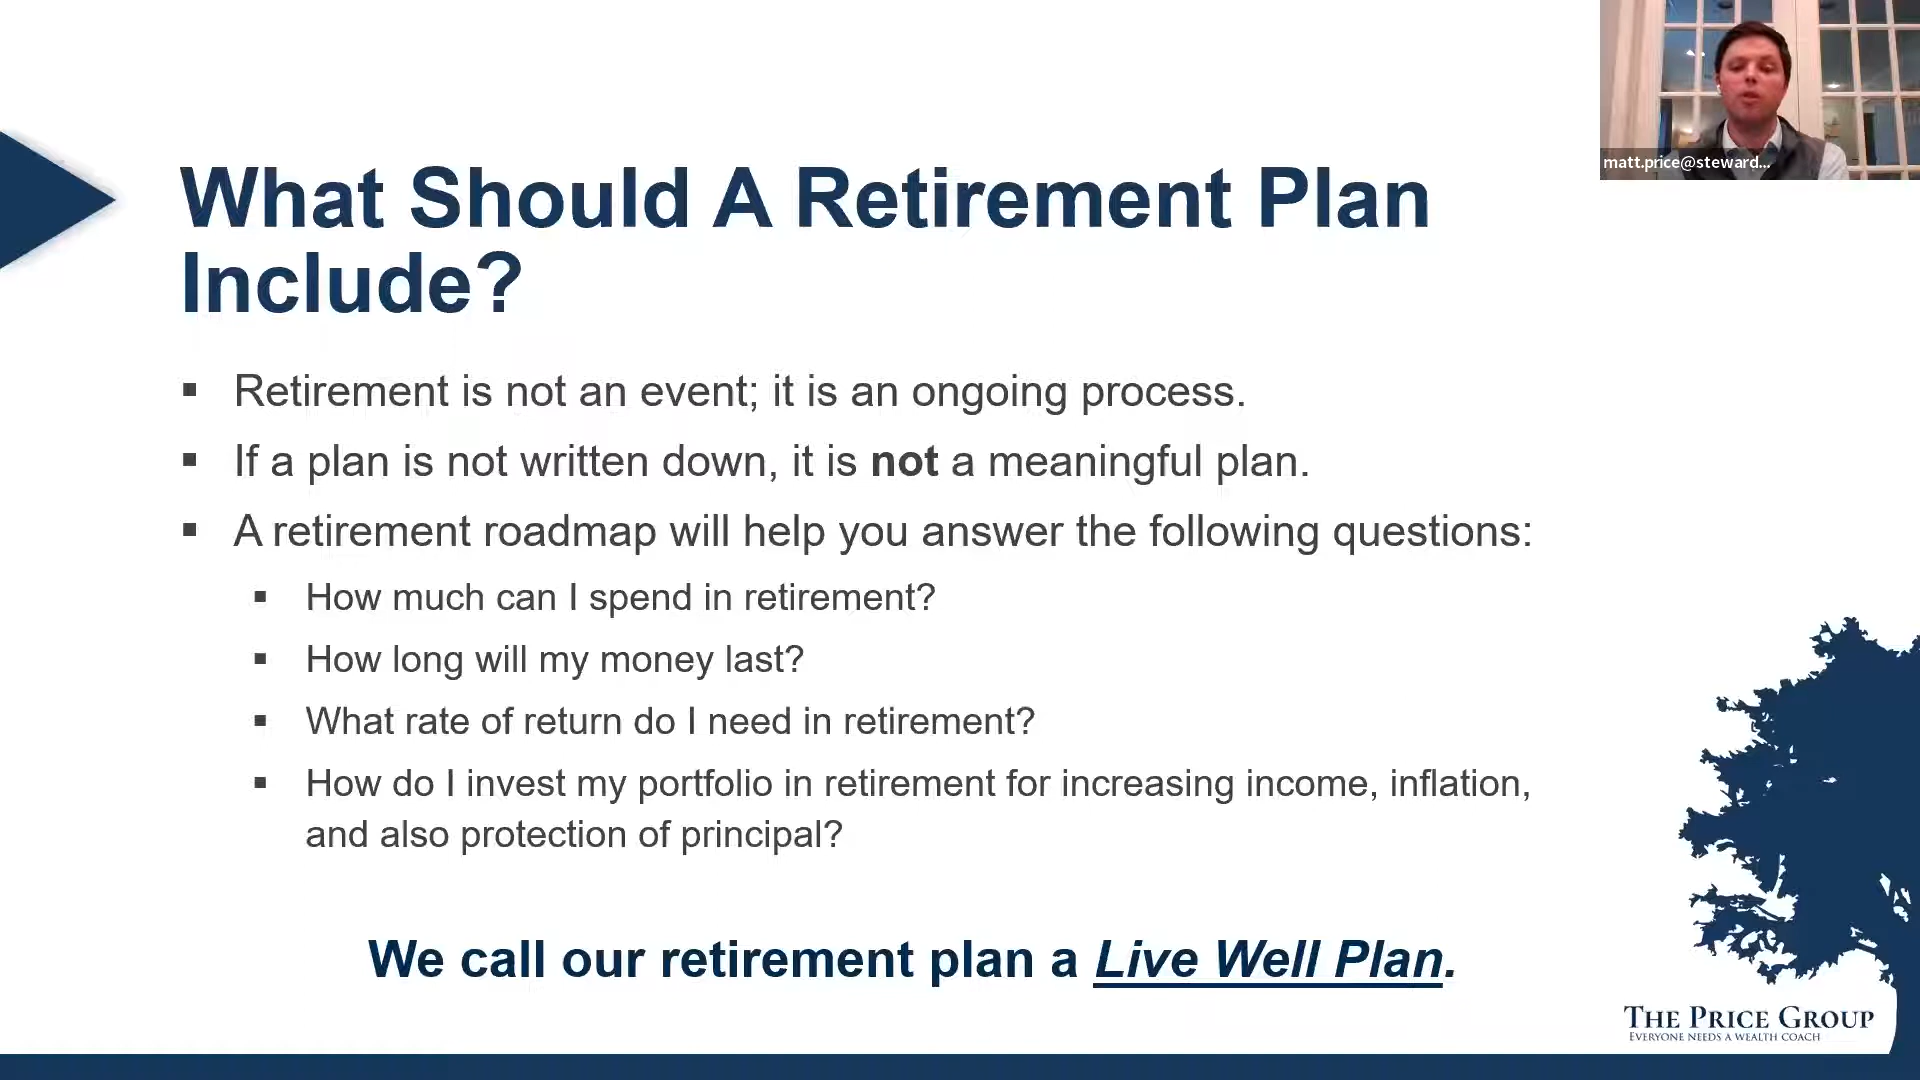 matt.price@steward...
What Should A Retirement Plan
Include?
▪ Retirement is not an event; it is an ongoing process.
▪ If a plan is not written down, it is not a meaningful plan.
▪ A retirement roadmap will help you answer the following questions:
▪ How much can I spend in retirement?
▪ How long will my money last?
▪ What rate of return do I need in retirement?
▪ How do I invest my portfolio in retirement for increasing income, inflation,
and also protection of principal?
We call our retirement plan a Live Well Plan.
THE PRICE GROUP
EVERYONE NEEDS A WEALTH COACH